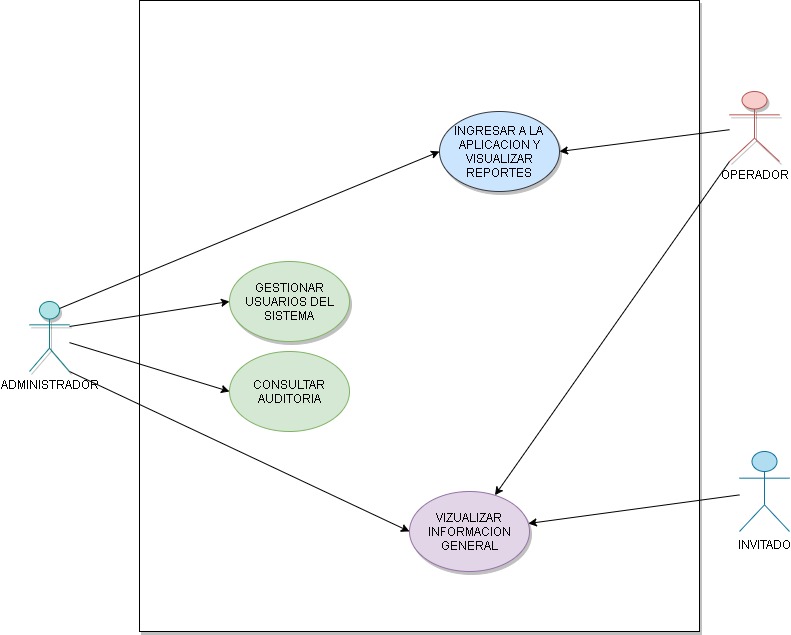 INGRESAR A LA
APLICACION Y
VISUALIZAR
REPORTES
OPERADOR
GESTIONAR
USUARIOS DEL
SISTEMA
ADMINISTRADOR
CONSULTAR
AUDITORIA
VIZUALIZAR
INFORMACION
GENERAL
INVITADO